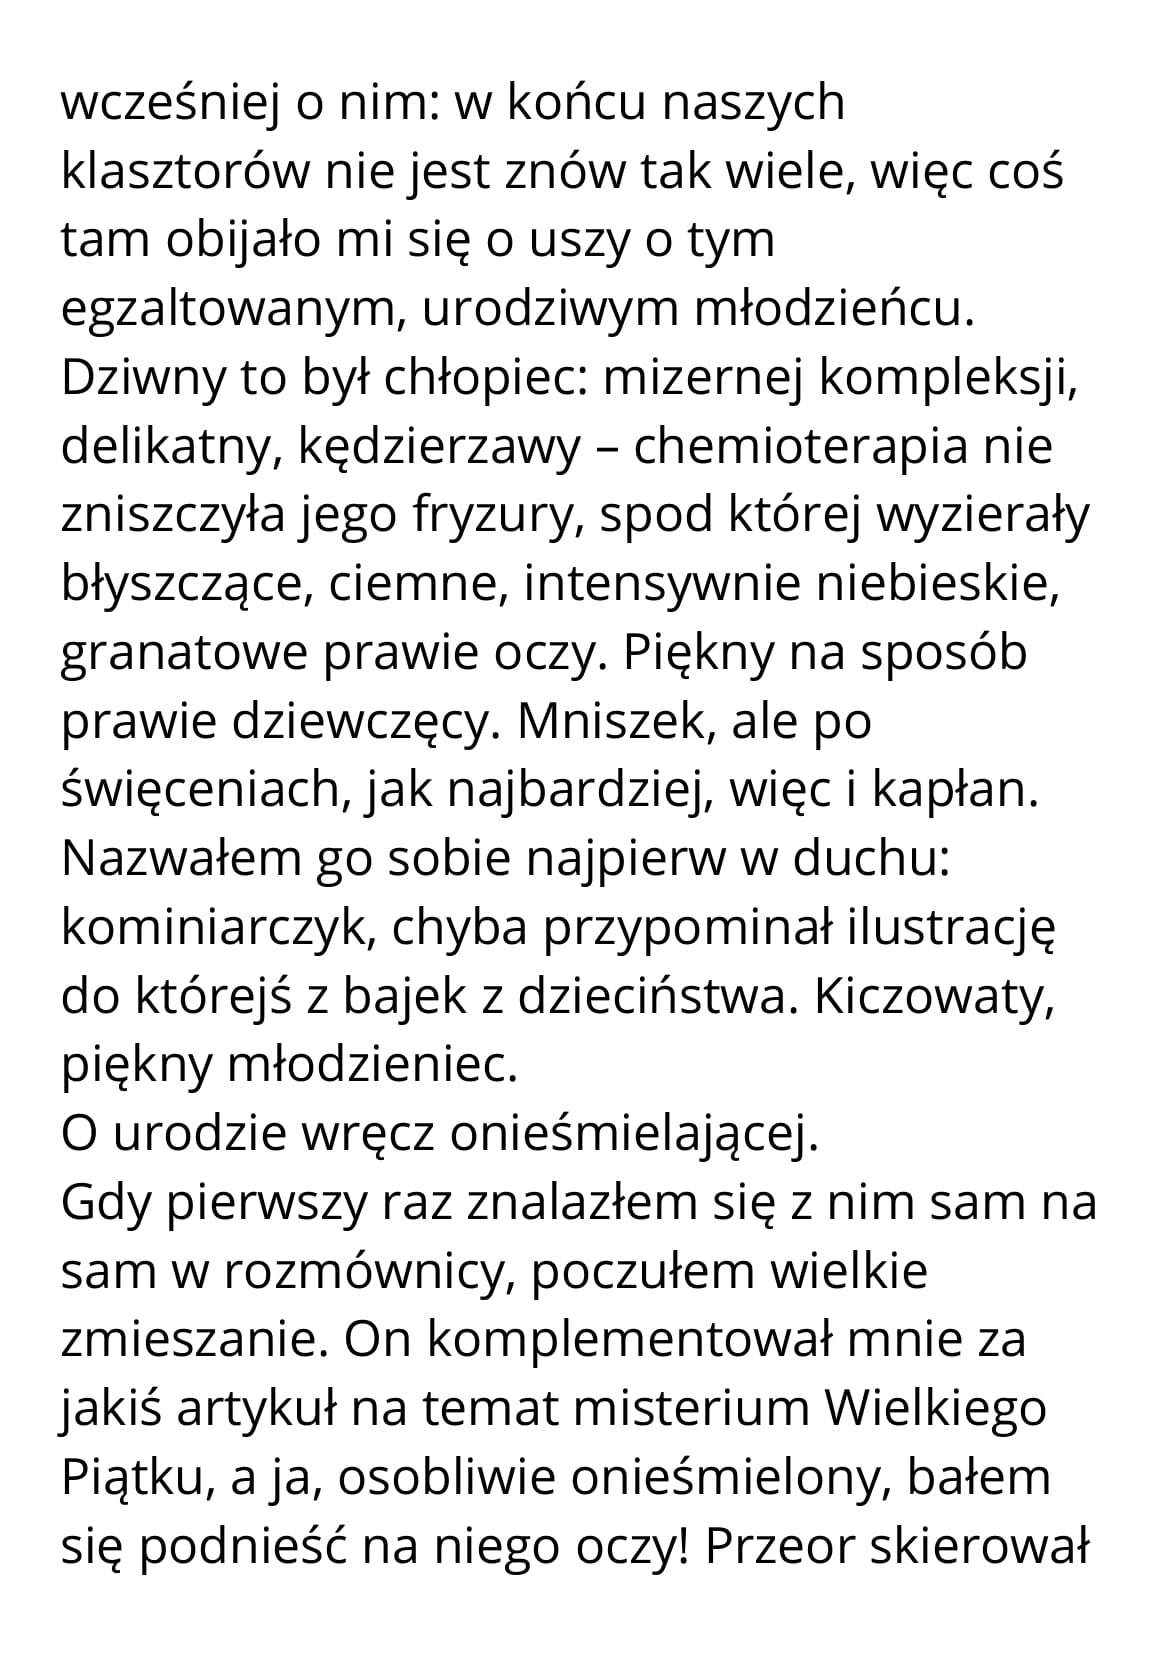 wcześniej o nim: w końcu naszych
klasztorów nie jest znów tak wiele, więc coś
tam obijało mi się o uszy o tym
egzaltowanym, urodziwym młodzieńcu.
Dziwny to był chłopiec: mizernej kompleksji,
delikatny, kędzierzawy – chemioterapia nie
zniszczyła jego fryzury, spod której wyzierały
błyszczące, ciemne, intensywnie niebieskie,
granatowe prawie oczy. Piękny na sposób
prawie dziewczęcy. Mniszek, ale po
święceniach, jak najbardziej, więc i kapłan.
Nazwałem go sobie najpierw w duchu:
kominiarczyk, chyba przypominał ilustrację
do którejś z bajek z dzieciństwa. Kiczowaty,
piękny młodzieniec.
O urodzie wręcz onieśmielającej.
Gdy pierwszy raz znalazłem się z nim sam na
sam w rozmównicy, poczułem wielkie
zmieszanie. On komplementował mnie za
jakiś artykuł na temat misterium Wielkiego
Piątku, a ja, osobliwie onieśmielony, bałem
się podnieść na niego oczy! Przeor skierował